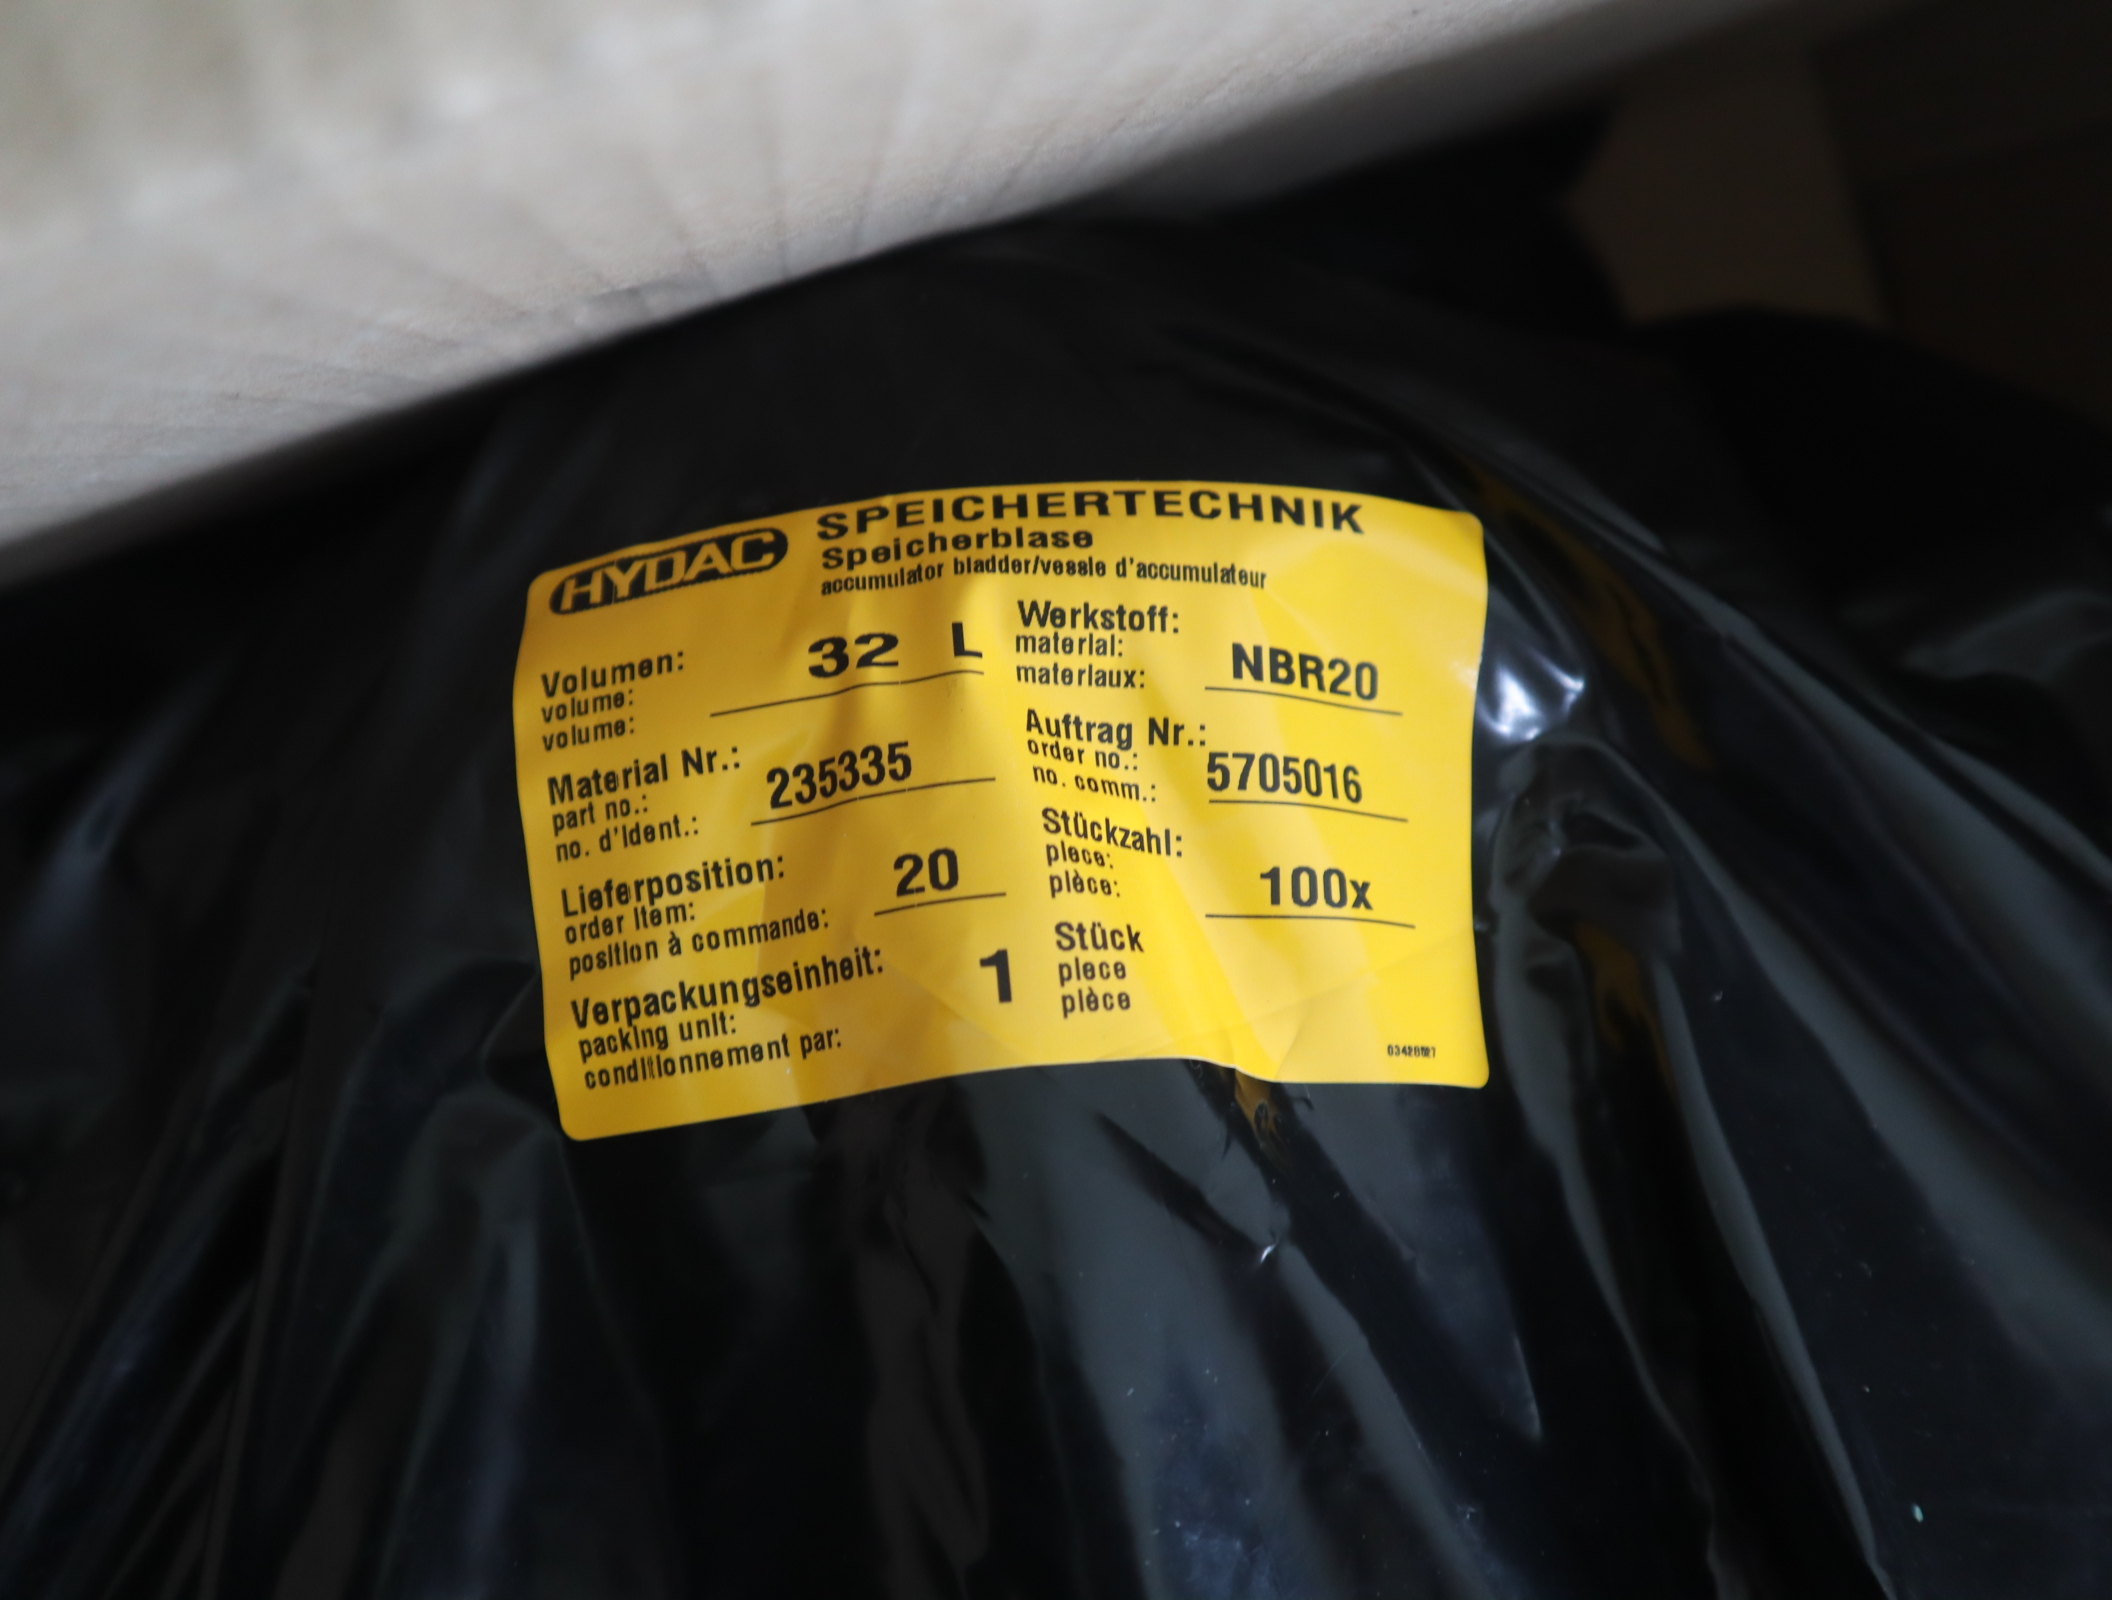 HYDAC
SPEICHERTECHNIK
Speicherblase
accumulator bladder/vessle d'accumulateur
Volumen: 32 L
volume:
volume:
Werkstoff:
material: NBR20
materiaux:
Material Nr.: 235335
part no.:
no. d'ident.:
Auftrag Nr.:
order no.: 5705016
no. comm.:
Lieferposition: 20
order item:
position à commande:
Stückzahl:
piece: 100x
pièce:
Verpackungseinheit: 1 Stück
packing unit: piece
conditionnement par: pièce